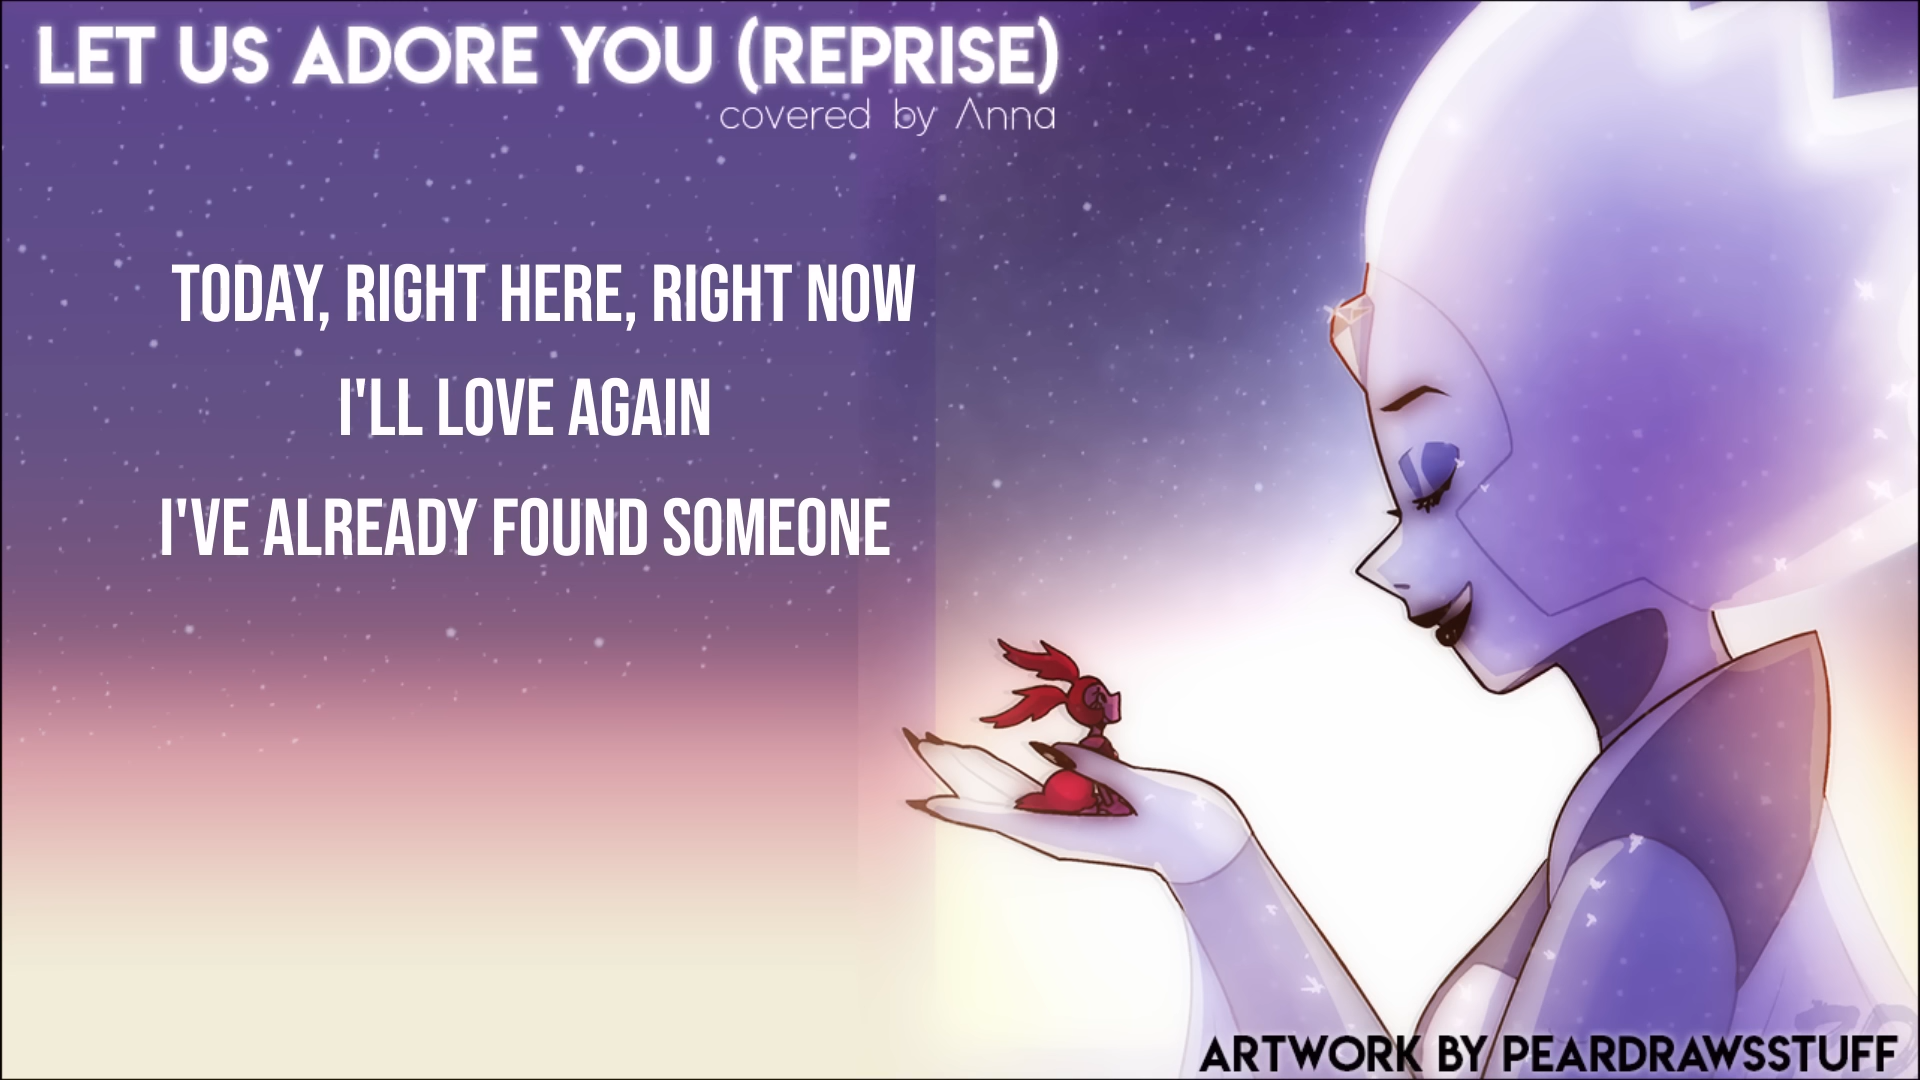 LET US ADORE YOU (REPRISE)
covered by Anna
TODAY, RIGHT HERE, RIGHT NOW
I'LL LOVE AGAIN
I'VE ALREADY FOUND SOMEONE
ARTWORK BY PEARDRAWSSTUFF